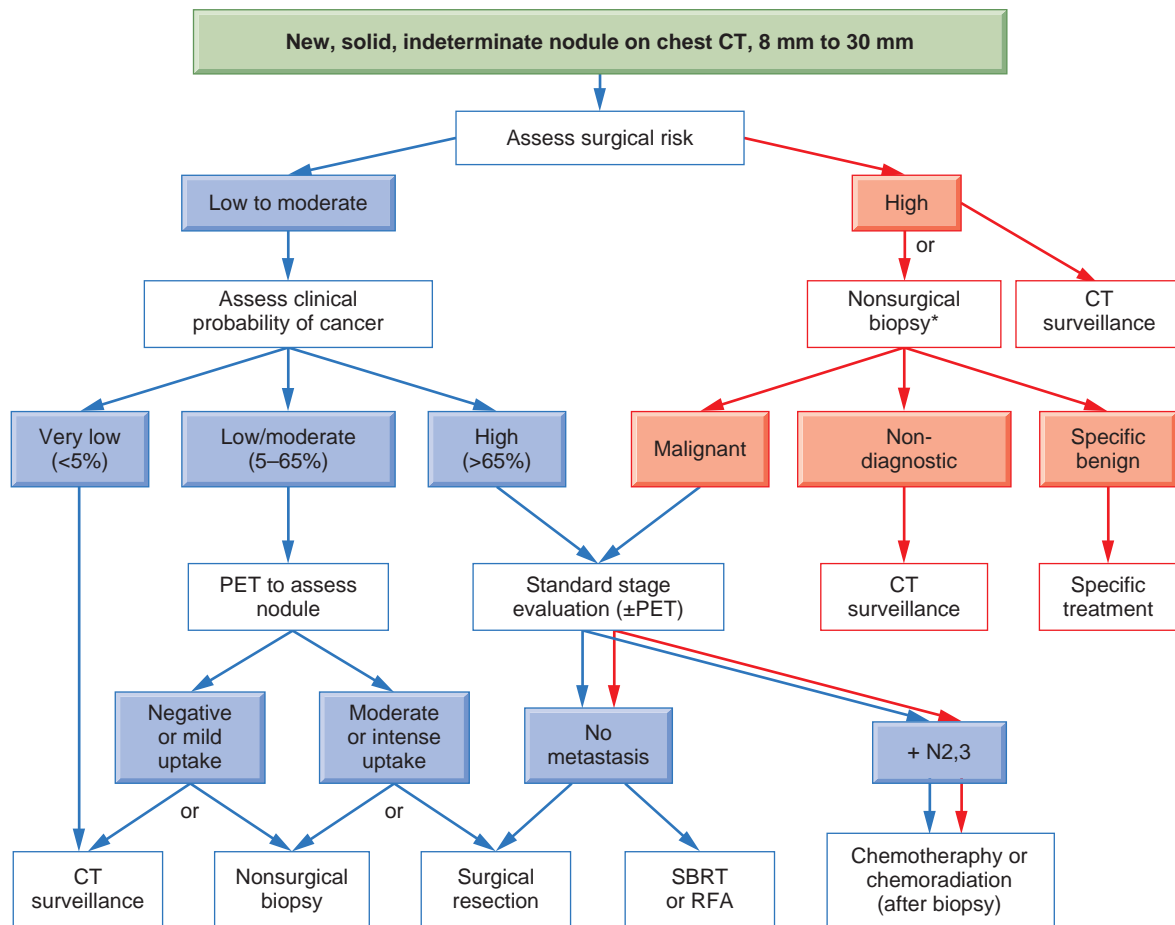 New, solid, indeterminate nodule on chest CT, 8 mm to 30 mm
Assess surgical risk
Low to moderate
High
or
Assess clinical
probability of cancer
Nonsurgical
biopsy*
CT
surveillance
Very low
(<5%)
Low/moderate
(5–65%)
High
(>65%)
Malignant
Non-
diagnostic
Specific
benign
PET to assess
nodule
Standard stage
evaluation (±PET)
CT
surveillance
Specific
treatment
Negative
or mild
uptake
Moderate
or intense
uptake
No
metastasis
+ N2,3
or
or
CT
surveillance
Nonsurgical
biopsy
Surgical
resection
SBRT
or RFA
Chemotheraphy or
chemoradiation
(after biopsy)